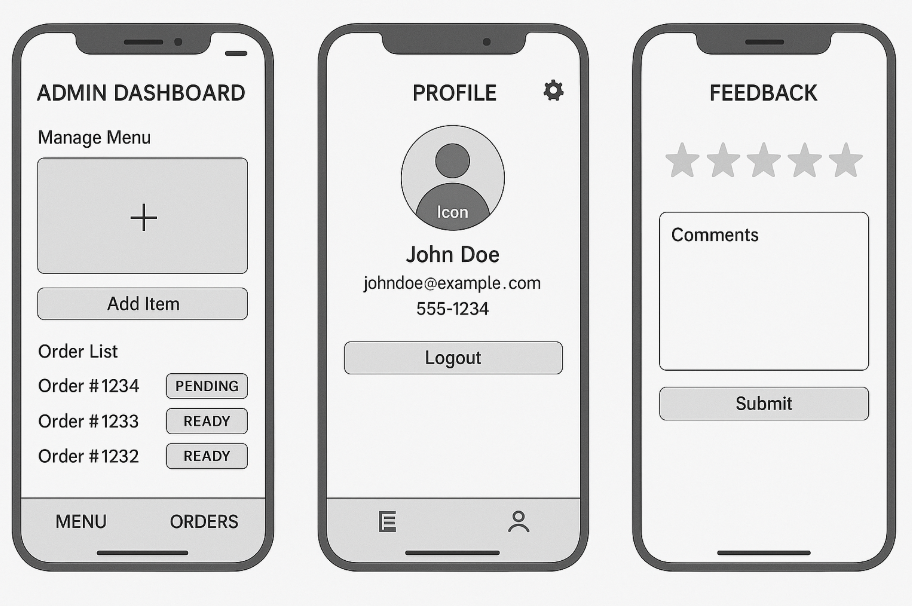 ADMIN DASHBOARD
Manage Menu
Add Item
Order List
Order #1234 PENDING
Order #1233 READY
Order #1232 READY
MENU ORDERS
PROFILE
Icon
John Doe
johndoe@example.com
555-1234
Logout
FEEDBACK
Comments
Submit